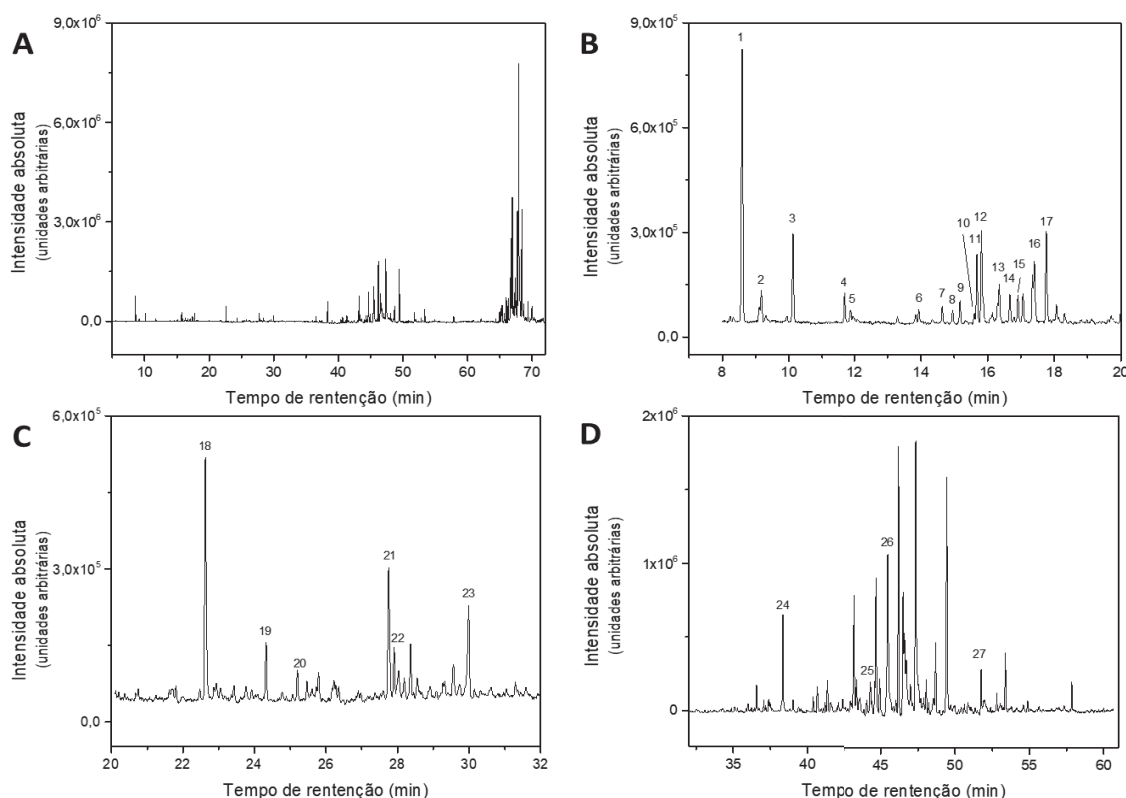 A
Intensidade absoluta
(unidades arbitrárias)
9,0x10⁶
6,0x10⁶
3,0x10⁶
0,0
10 20 30 40 50 60 70
Tempo de rentenção (min)
B
Intensidade absoluta
(unidades arbitrárias)
9,0x10⁵
6,0x10⁵
3,0x10⁵
0,0
1
2
3
4
5
6
7
8
9
10
11
12
13
14
15
16
17
8 10 12 14 16 18 20
Tempo de rentenção (min)
C
Intensidade absoluta
(unidades arbitrárias)
6,0x10⁵
3,0x10⁵
0,0
18
19
20
21
22
23
20 22 24 26 28 30 32
Tempo de rentenção (min)
D
Intensidade absoluta
(unidades arbitrárias)
2x10⁶
1x10⁶
0
24
25
26
27
35 40 45 50 55 60
Tempo de rentenção (min)